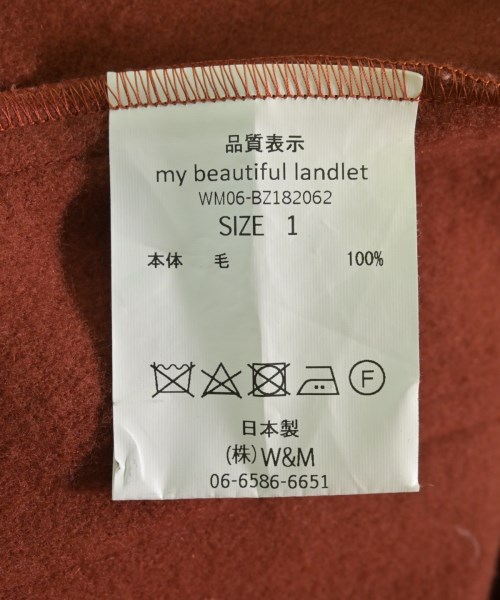 品質表示
my beautiful landlet
WM06-BZ182062
SIZE 1
本体 毛 100%
F
日本製
(株) W&M
06-6586-6651